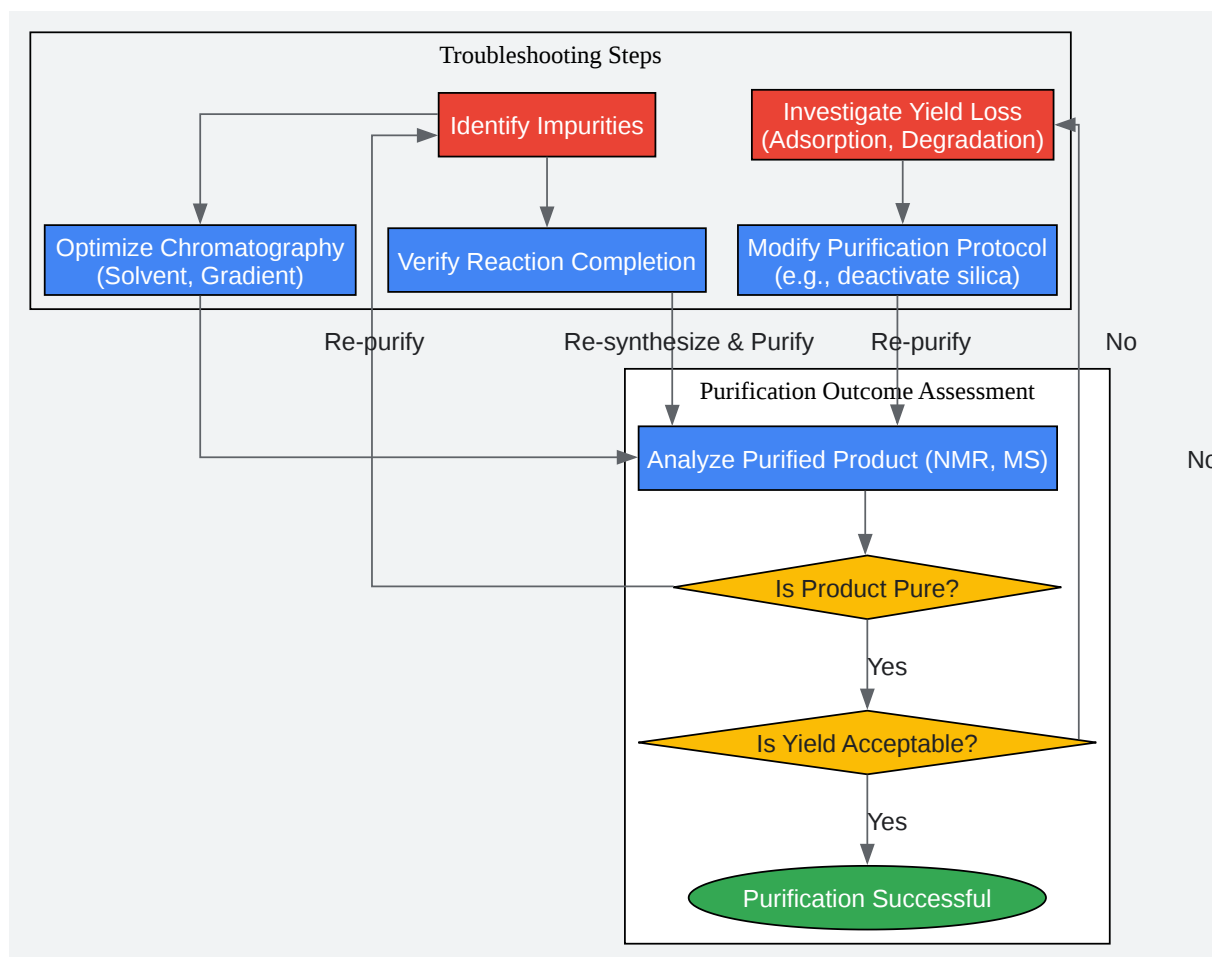 Troubleshooting Steps
Identify Impurities
Investigate Yield Loss
(Adsorption, Degradation)
Optimize Chromatography
(Solvent, Gradient)
Verify Reaction Completion
Modify Purification Protocol
(e.g., deactivate silica)
Re-purify
Re-synthesize & Purify
Re-purify
No
Purification Outcome Assessment
Analyze Purified Product (NMR, MS)
No
Is Product Pure?
Yes
Is Yield Acceptable?
Yes
Purification Successful